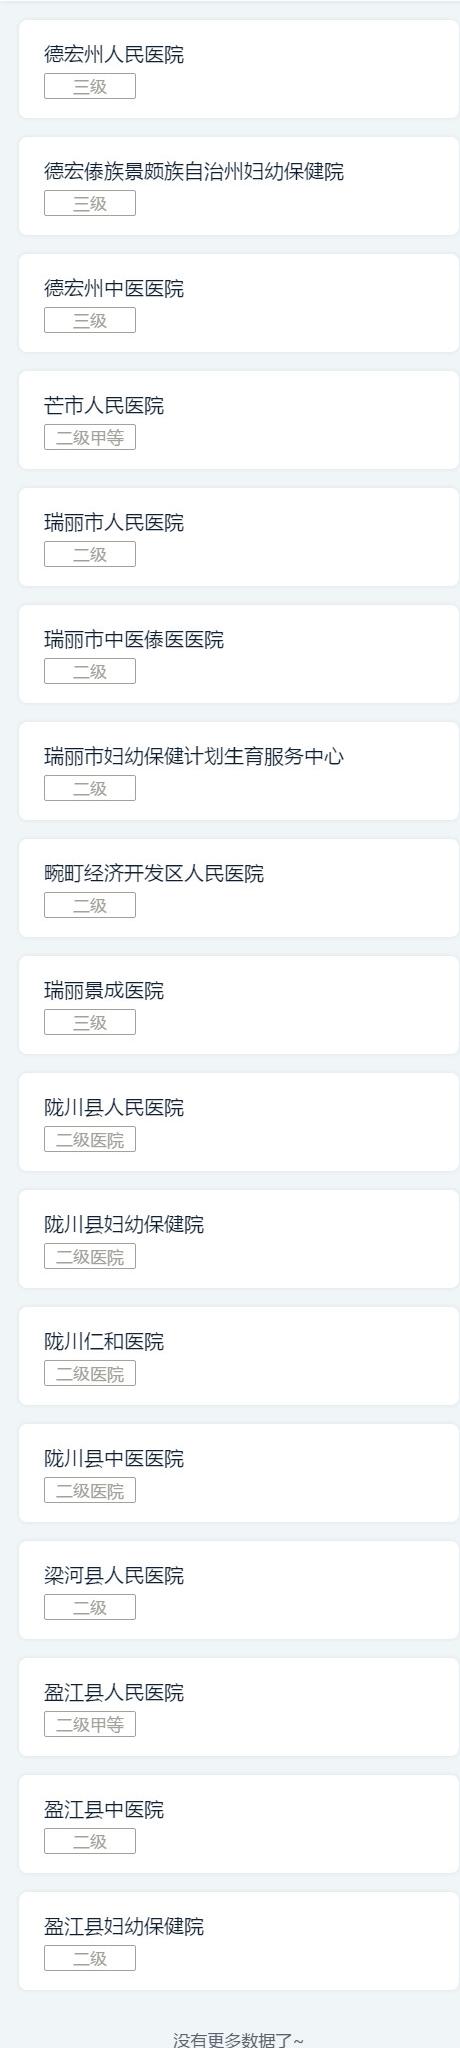 德宏州人民医院
三级
德宏傣族景颇族自治州妇幼保健院
三级
德宏州中医医院
三级
芒市人民医院
二级甲等
瑞丽市人民医院
二级
瑞丽市中医傣医医院
二级
瑞丽市妇幼保健计划生育服务中心
二级
畹町经济开发区人民医院
二级
瑞丽景成医院
三级
陇川县人民医院
二级医院
陇川县妇幼保健院
二级医院
陇川仁和医院
二级医院
陇川县中医医院
二级医院
梁河县人民医院
二级
盈江县人民医院
二级甲等
盈江县中医院
二级
盈江县妇幼保健院
二级
没有更多数据了~